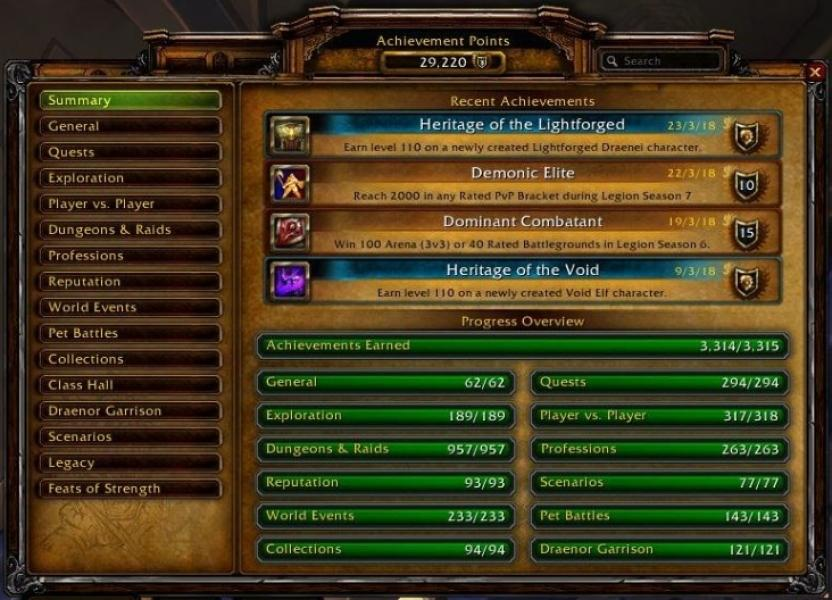 Achievement Points
29,220
Search
Summary
General
Quests
Exploration
Player vs. Player
Dungeons & Raids
Professions
Reputation
World Events
Pet Battles
Collections
Class Hall
Draenor Garrison
Scenarios
Legacy
Feats of Strength
Recent Achievements
Heritage of the Lightforged 23/3/18
Earn level 110 on a newly created Lightforged Draenei character.
Demonic Elite 22/3/18
10
Reach 2000 in any Rated PvP Bracket during Legion Season 7
Dominant Combatant 19/3/18
15
Win 100 Arena (3v3) or 40 Rated Battlegrounds in Legion Season 6.
Heritage of the Void 9/3/18
Earn level 110 on a newly created Void Elf character.
Progress Overview
Achievements Earned 3,314/3,315
General 62/62
Quests 294/294
Exploration 189/189
Player vs. Player 317/318
Dungeons & Raids 957/957
Professions 263/263
Reputation 93/93
Scenarios 77/77
World Events 233/233
Pet Battles 143/143
Collections 94/94
Draenor Garrison 121/121